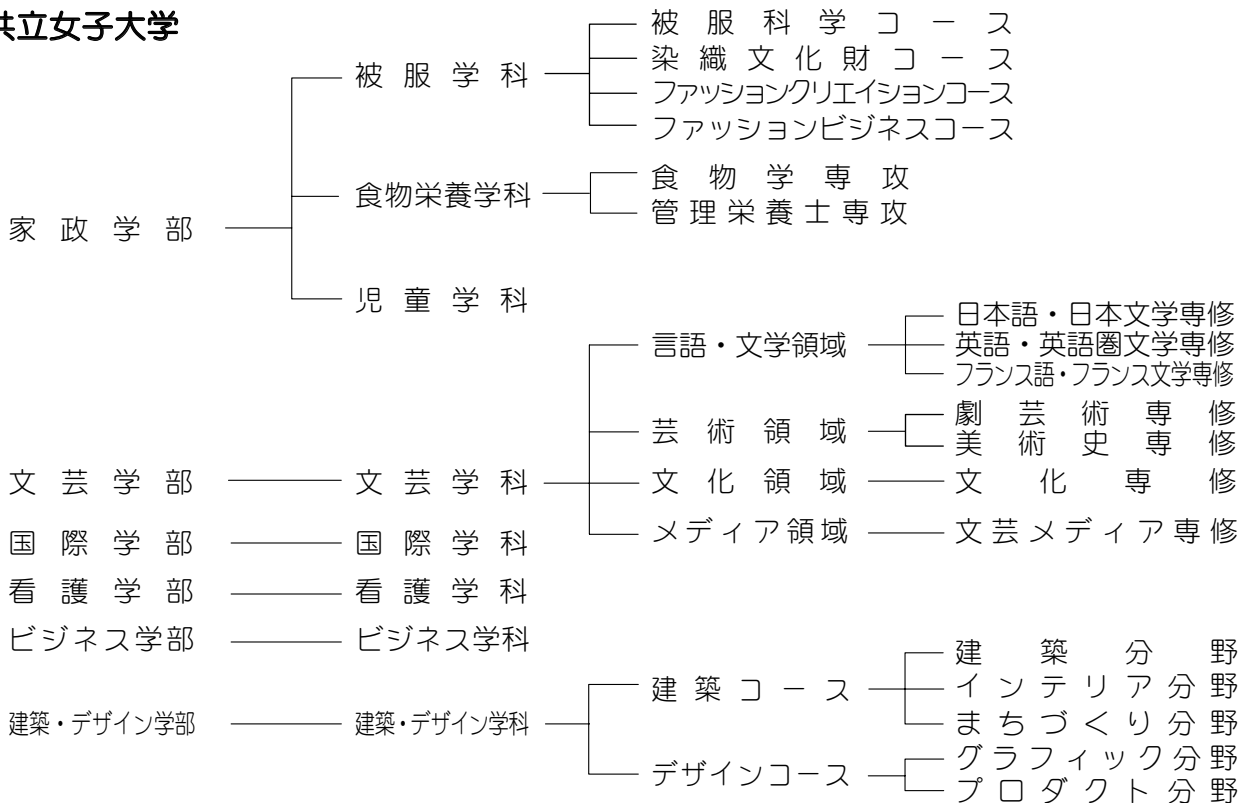 共立女子大学
家政学部
被服学科
被服科学コース
染織文化財コース
ファッションクリエイションコース
ファッションビジネスコース
食物栄養学科
食物学専攻
管理栄養士専攻
児童学科
文芸学部
文芸学科
言語・文学領域
日本語・日本文学専修
英語・英語圏文学専修
フランス語・フランス文学専修
芸術領域
劇芸術専修
美術史専修
文化領域
文化専修
メディア領域
文芸メディア専修
国際学部
国際学科
看護学部
看護学科
ビジネス学部
ビジネス学科
建築・デザイン学部
建築・デザイン学科
建築コース
建築分野
インテリア分野
まちづくり分野
デザインコース
グラフィック分野
プロダクト分野